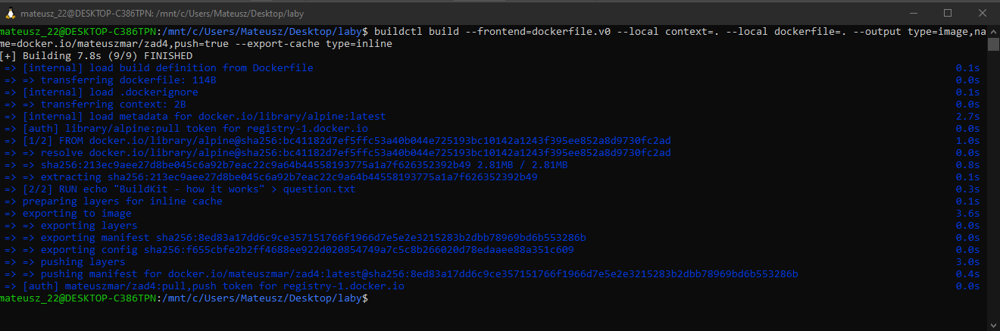 mateusz_22@DESKTOP-C386TPN: /mnt/c/Users/Mateusz/Desktop/laby
mateusz_22@DESKTOP-C386TPN:/mnt/c/Users/Mateusz/Desktop/laby$ buildctl build --frontend=dockerfile.v0 --local context=. --local dockerfile=. --output type=image,na
me=docker.io/mateuszmar/zad4,push=true --export-cache type=inline
[+] Building 7.8s (9/9) FINISHED
=> [internal] load build definition from Dockerfile 0.1s
=> => transferring dockerfile: 114B 0.0s
=> [internal] load .dockerignore 0.1s
=> => transferring context: 2B 0.0s
=> [internal] load metadata for docker.io/library/alpine:latest 2.7s
=> [auth] library/alpine:pull token for registry-1.docker.io 0.0s
=> [1/2] FROM docker.io/library/alpine@sha256:bc41182d7ef5ffc53a40b044e725193bc10142a1243f395ee852a8d9730fc2ad 1.0s
=> => resolve docker.io/library/alpine@sha256:bc41182d7ef5ffc53a40b044e725193bc10142a1243f395ee852a8d9730fc2ad 0.0s
=> => sha256:213ec9aee27d8be045c6a92b7eac22c9a64b44558193775a1a7f626352392b49 2.81MB / 2.81MB 0.8s
=> => extracting sha256:213ec9aee27d8be045c6a92b7eac22c9a64b44558193775a1a7f626352392b49 0.1s
=> [2/2] RUN echo "BuildKit - how it works" > question.txt 0.3s
=> preparing layers for inline cache 0.1s
=> exporting to image 3.6s
=> => exporting layers 0.0s
=> => exporting manifest sha256:8ed83a17dd6c9ce357151766f1966d7e5e2e3215283b2dbb78969bd6b553286b 0.0s
=> => exporting config sha256:f655cbfe2b2ff4688ee922d020854749a7c5c8b266020d78edaaee88a351c609 0.0s
=> => pushing layers 3.0s
=> => pushing manifest for docker.io/mateuszmar/zad4:latest@sha256:8ed83a17dd6c9ce357151766f1966d7e5e2e3215283b2dbb78969bd6b553286b 0.4s
=> [auth] mateuszmar/zad4:pull,push token for registry-1.docker.io 0.0s
mateusz_22@DESKTOP-C386TPN:/mnt/c/Users/Mateusz/Desktop/laby$